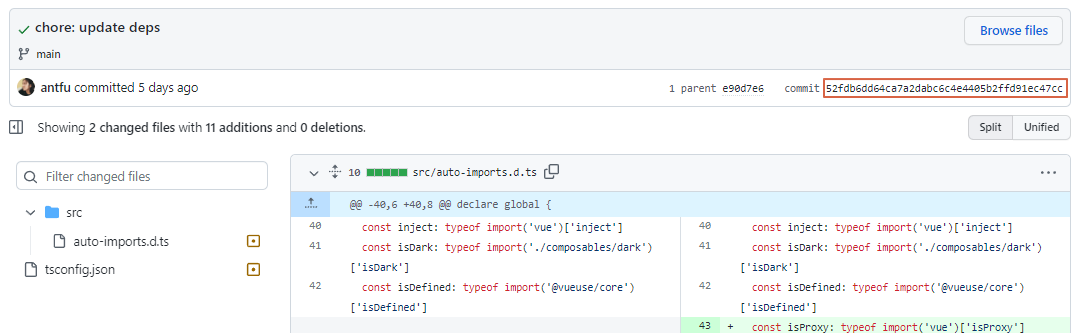 chore: update deps
Browse files
main
antfu committed 5 days ago
1 parent e90d7e6 commit 52fdb6dd64ca7a2dabc6c4e4405b2ffd91ec47cc
Showing 2 changed files with 11 additions and 0 deletions.
Split Unified
Filter changed files
src
auto-imports.d.ts
tsconfig.json
10 src/auto-imports.d.ts
@@ -40,6 +40,8 @@ declare global {
40 const inject: typeof import('vue')['inject']
41 const isDark: typeof import('./composables/dark')
['isDark']
42 const isDefined: typeof import('@vueuse/core')
['isDefined']
40 const inject: typeof import('vue')['inject']
41 const isDark: typeof import('./composables/dark')
['isDark']
42 const isDefined: typeof import('@vueuse/core')
['isDefined']
43 + const isProxy: typeof import('vue')['isProxy']